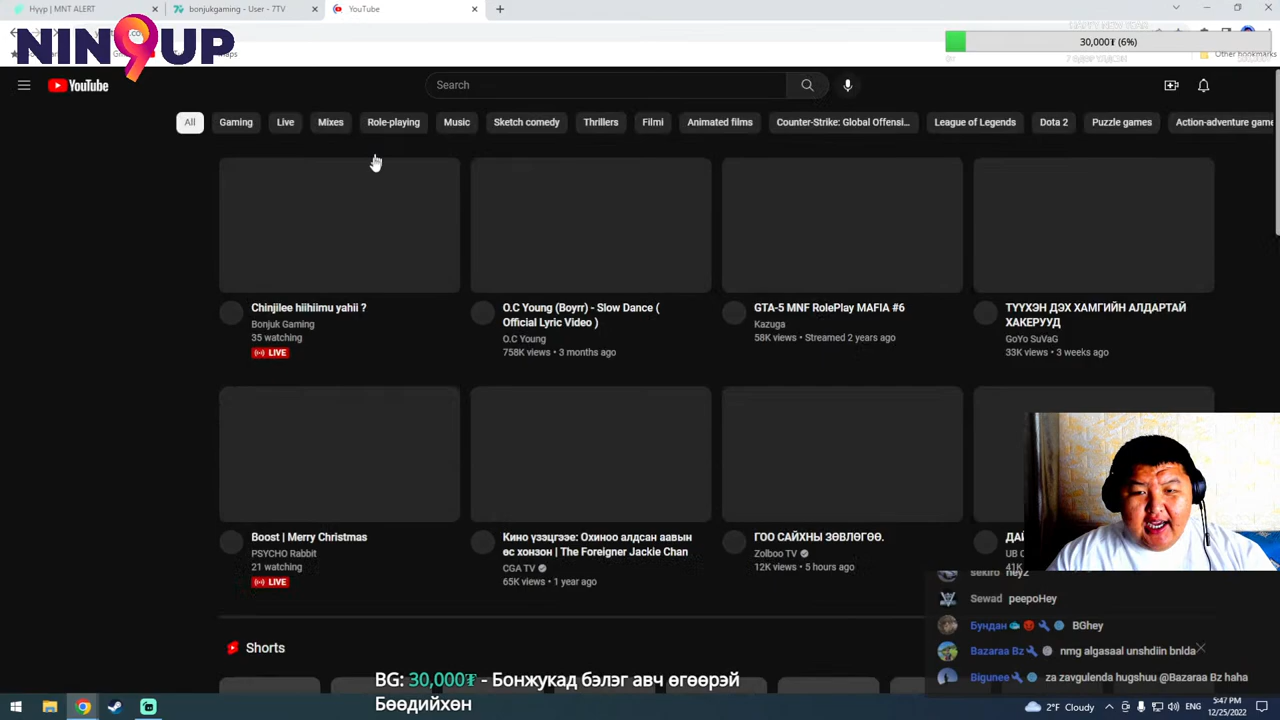 Hyyp | MNT ALERT
bonjukgaming - User - 7TV
YouTube
NIN9UP
30,000₮ (6%)
Other bookmarks
YouTube
Search
All
Gaming
Live
Mixes
Role-playing
Music
Sketch comedy
Thrillers
Filmi
Animated films
Counter-Strike: Global Offensi...
League of Legends
Dota 2
Puzzle games
Action-adventure game
Chinjilee hiihiimu yahii ?
Bonjuk Gaming
35 watching
LIVE
O.C Young (Boyrr) - Slow Dance (
Official Lyric Video )
O.C Young
758K views • 3 months ago
GTA-5 MNF RolePlay MAFIA #6
Kazuga
58K views • Streamed 2 years ago
ТҮҮХЭН ДЭХ ХАМГИЙН АЛДАРТАЙ
ХАКЕРУУД
GoYo SuVaG
33K views • 3 weeks ago
Boost | Merry Christmas
PSYCHO Rabbit
21 watching
LIVE
Кино үзэцгээе: Охиноо алдсан аавын
өс хонзон | The Foreigner Jackie Chan
CGA TV
65K views • 1 year ago
ГОО САЙХНЫ ЗӨВЛӨГӨӨ.
Zolboo TV
12K views • 5 hours ago
UB C
41K
sekiro hey2
Sewad peepoHey
Бундан BGhey
Bazaraa Bz nmg algasaal unshdiin bnlda
Bigunee za zavgulenda hugshuu @Bazaraa Bz haha
Shorts
BG: 30,000₮ - Бонжукад бэлэг авч өгөөрэй
Бөөдийхөн
2°F Cloudy
ENG
5:47 PM
12/25/2022